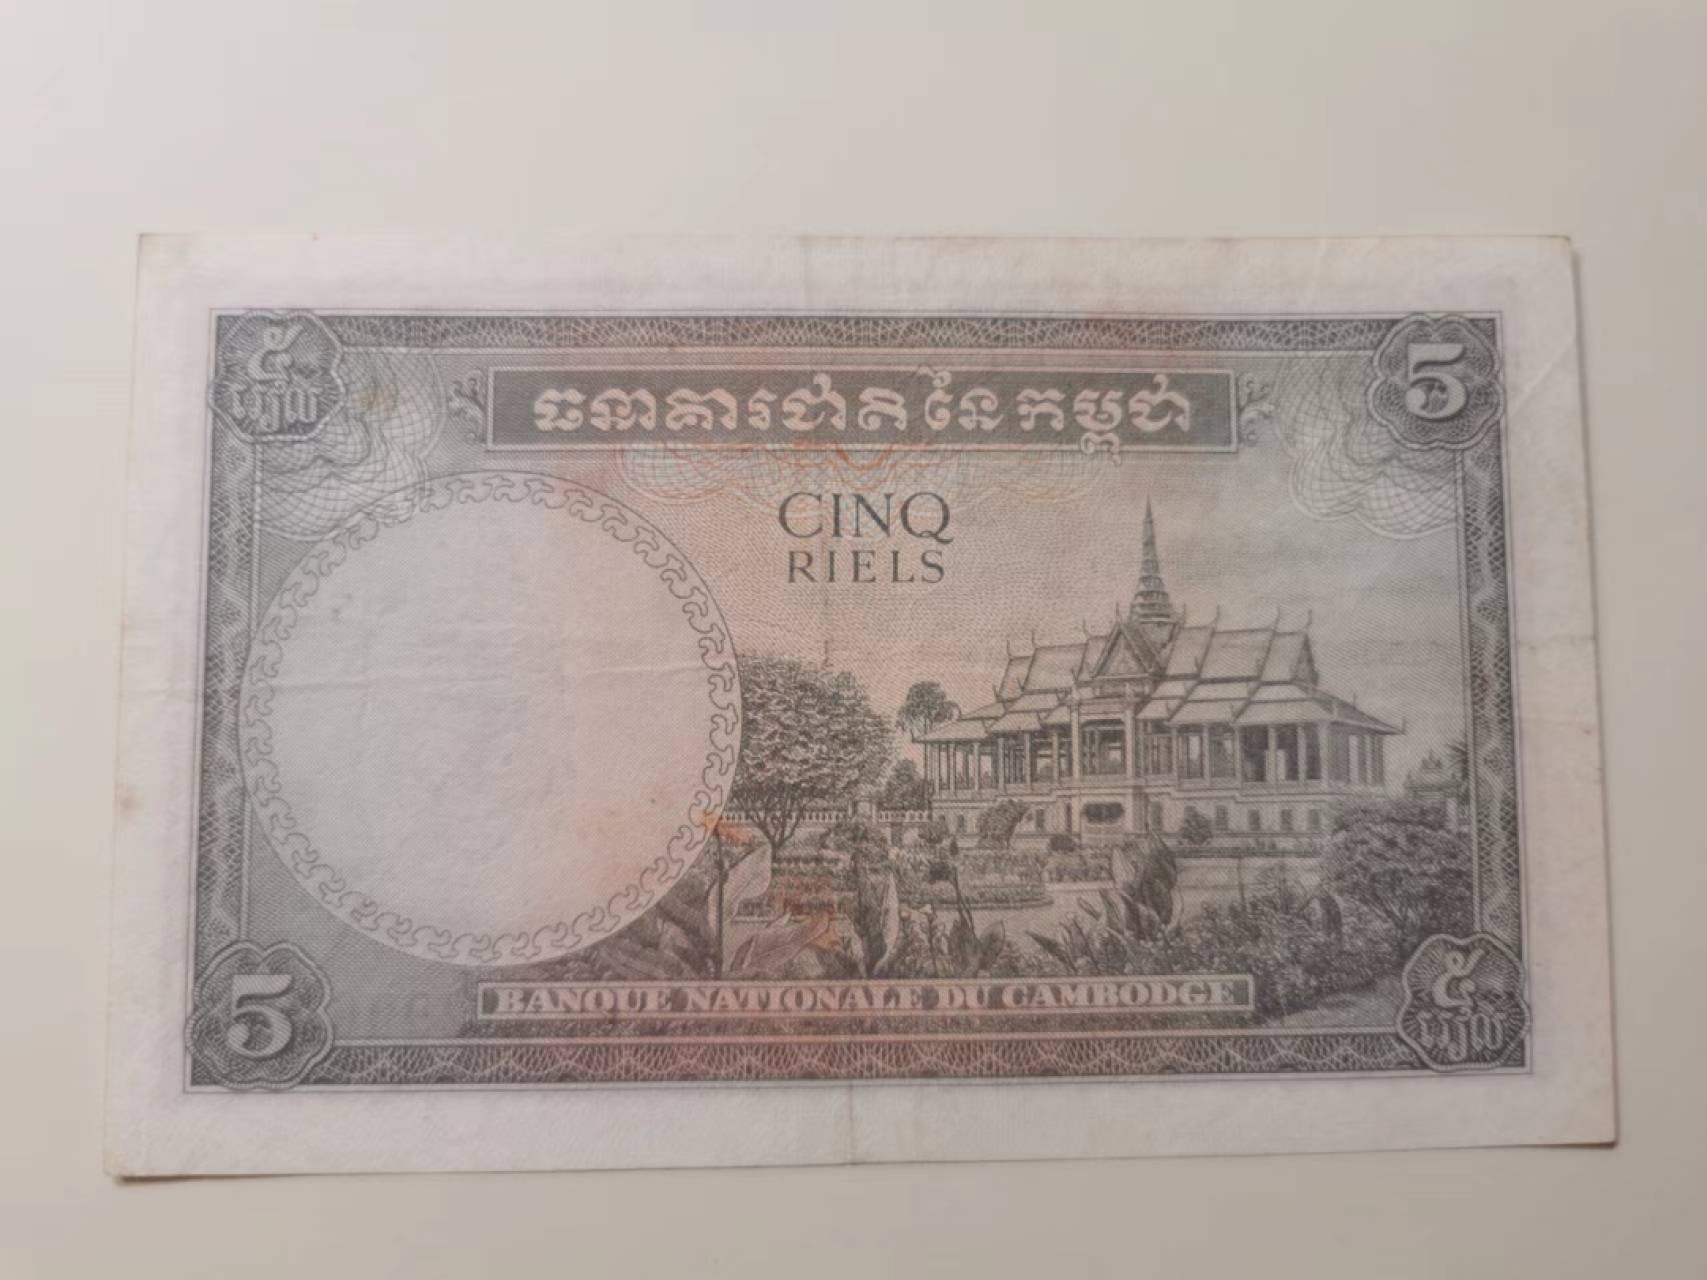 ៥
រៀល
5
ធនាគារជាតិនៃកម្ពុជា
CINQ
RIELS
BANQUE NATIONALE DU CAMBODGE
5
៥
រៀល